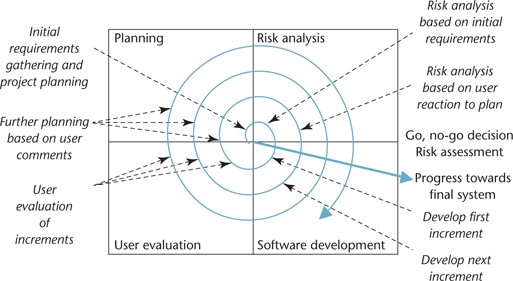 Initial
requirements
gathering and
project planning
Planning
Risk analysis
Risk analysis
based on initial
requirements
Risk analysis
based on user
reaction to plan
Further planning
based on user
comments
Go, no-go decision
Risk assessment
Progress towards
final system
User
evaluation
of
increments
Develop first
increment
User evaluation
Software development
Develop next
increment